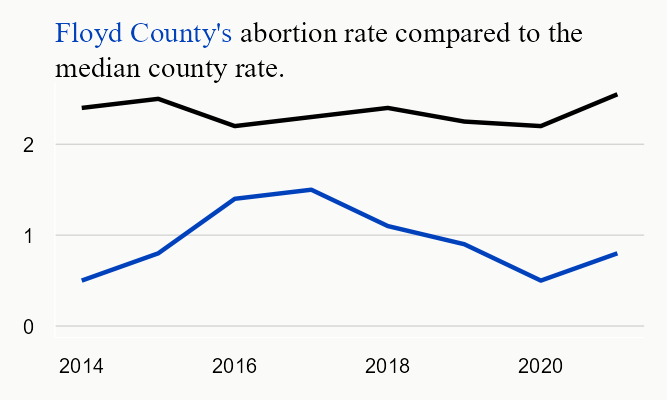 Floyd County's abortion rate compared to the
median county rate.
2
1
0
2014 2016 2018 2020